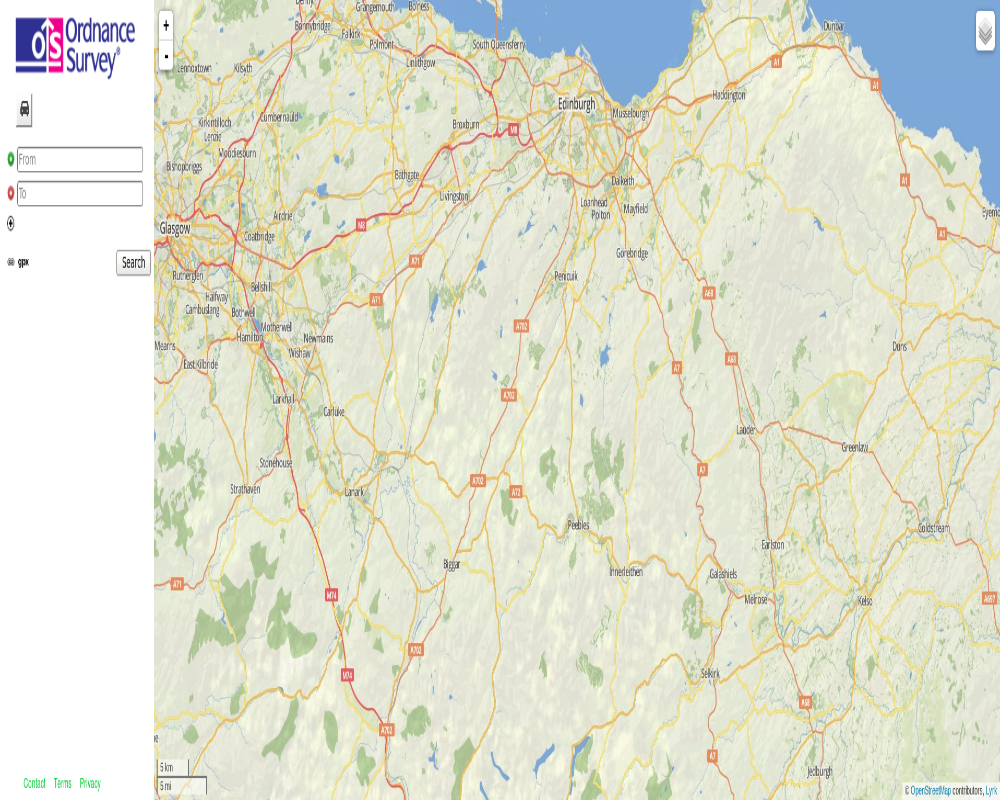 Ordnance
Survey®
OS
From
To
gpx
Search
Contact Terms Privacy
+
-
Grangemouth
Bo'ness
Bonnybridge
Falkirk
Polmont
South Queensferry
Dunbar
Linlithgow
A1
Lennoxtown
Kilsyth
A1
Haddington
Edinburgh
Musselburgh
Cumbernauld
Kirkintilloch
Broxburn
M8
Lenzie
Moodiesburn
Bishopbriggs
Bathgate
Dalkeith
A1
Livingston
Loanhead
Mayfield
Polton
Airdrie
Eyemo
Glasgow
M8
A1
Coatbridge
Gorebridge
A71
Rutherglen
Penicuik
Bellshill
A68
Halfway
A71
Cambuslang
Bothwell
Motherwell
A702
Hamilton
Newmains
Mearns
Wishaw
Duns
A68
East Kilbride
A7
A702
Larkhall
Carluke
Lauder
Greenlaw
Stonehouse
A7
A702
Strathaven
Lanark
A72
Peebles
Coldstream
Earlston
Biggar
Innerleithen
Galashiels
A71
M74
Melrose
Kelso
A697
A702
M74
Selkirk
A68
A702
A7
Jedburgh
5 km
5 mi
© OpenStreetMap contributors, Lyrk